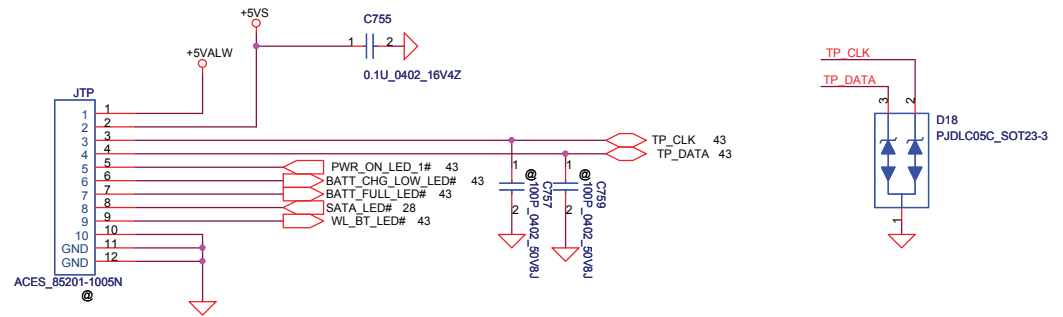 +5VS
C755
1 2
0.1U_0402_16V4Z
+5VALW
JTP
1 1
2 2
3 3
4 4
5 5
6 6
7 7
8 8
9 9
10 10
GND 11
GND 12
ACES_85201-1005N
@
TP_CLK 43
TP_DATA 43
PWR_ON_LED_1# 43
BATT_CHG_LOW_LED# 43
BATT_FULL_LED# 43
SATA_LED# 28
WL_BT_LED# 43
1
2
@
C757
100P_0402_50V8J
1
2
@
C759
100P_0402_50V8J
TP_CLK
TP_DATA
3
2
D18
PJDLC05C_SOT23-3
1